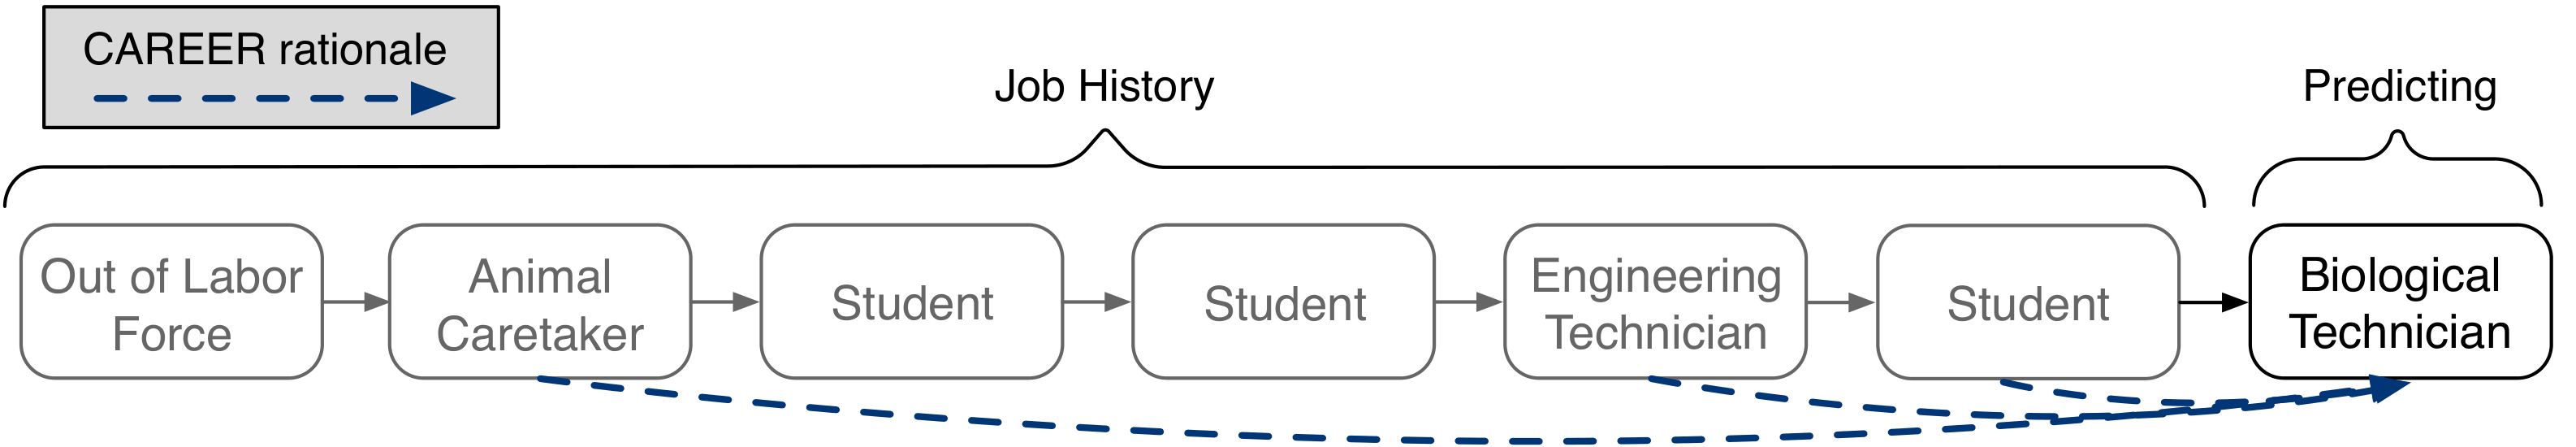 CAREER rationale
Job History
Predicting
Out of Labor
Force
Animal
Caretaker
Student
Student
Engineering
Technician
Student
Biological
Technician